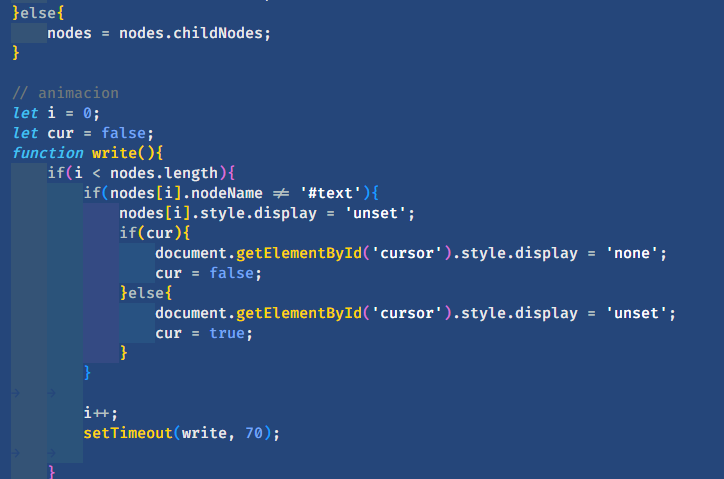 }else{
    nodes = nodes.childNodes;
}

// animacion
let i = 0;
let cur = false;
function write(){
    if(i < nodes.length){
        if(nodes[i].nodeName != '#text'){
            nodes[i].style.display = 'unset';
            if(cur){
                document.getElementById('cursor').style.display = 'none';
                cur = false;
            }else{
                document.getElementById('cursor').style.display = 'unset';
                cur = true;
            }
        }

        i++;
        setTimeout(write, 70);

    }